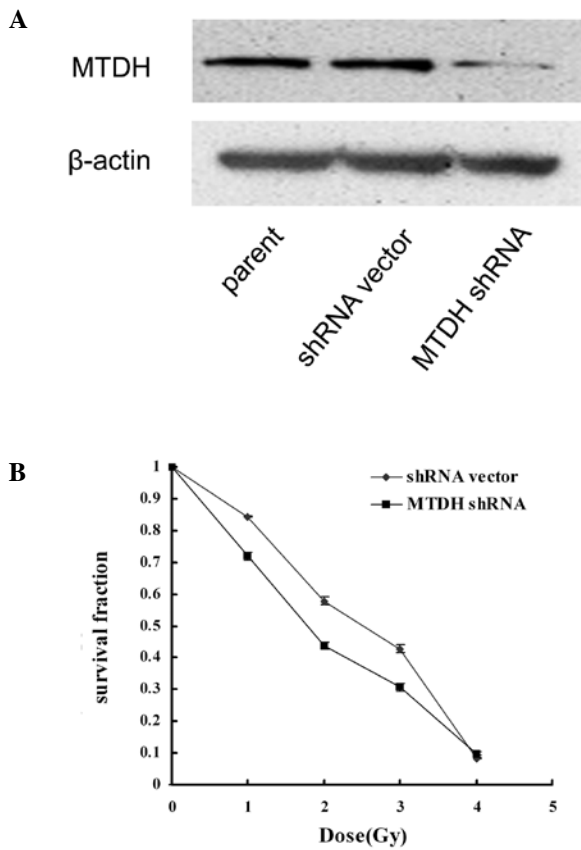 A
MTDH
β-actin
parent
shRNA vector
MTDH shRNA
B
shRNA vector
MTDH shRNA
1
0.9
0.8
0.7
0.6
0.5
0.4
0.3
0.2
0.1
0
survival fraction
0 1 2 3 4 5
Dose(Gy)